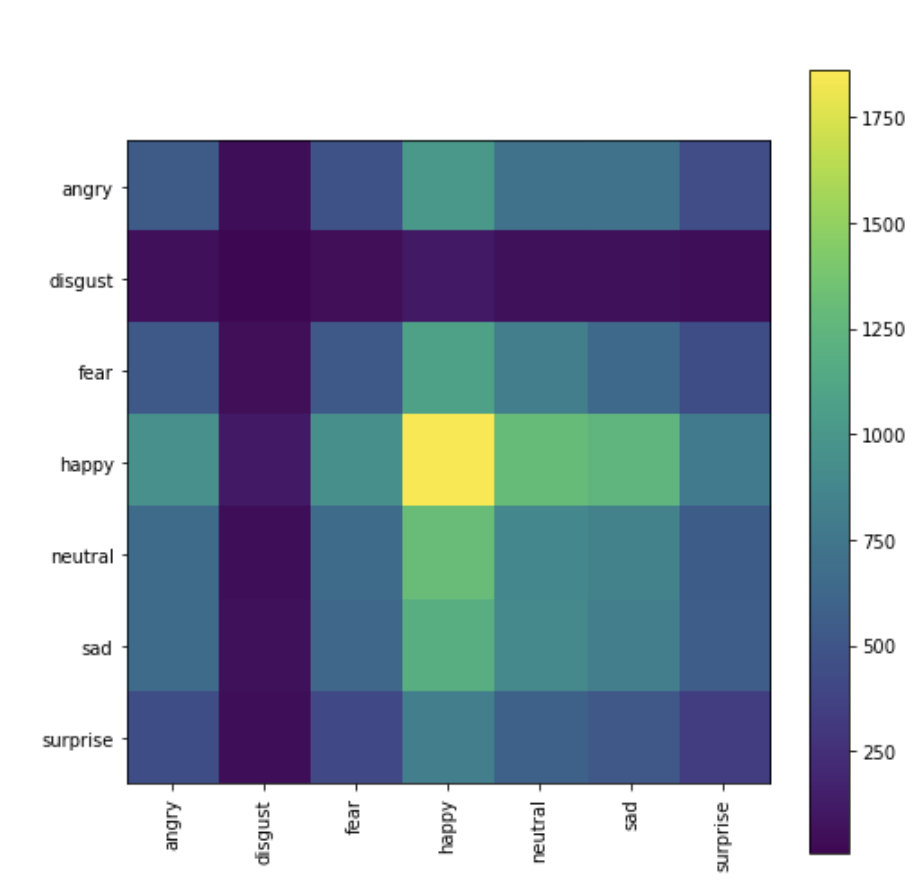 angry
disgust
fear
happy
neutral
sad
surprise
angry
disgust
fear
happy
neutral
sad
surprise
1750
1500
1250
1000
750
500
250